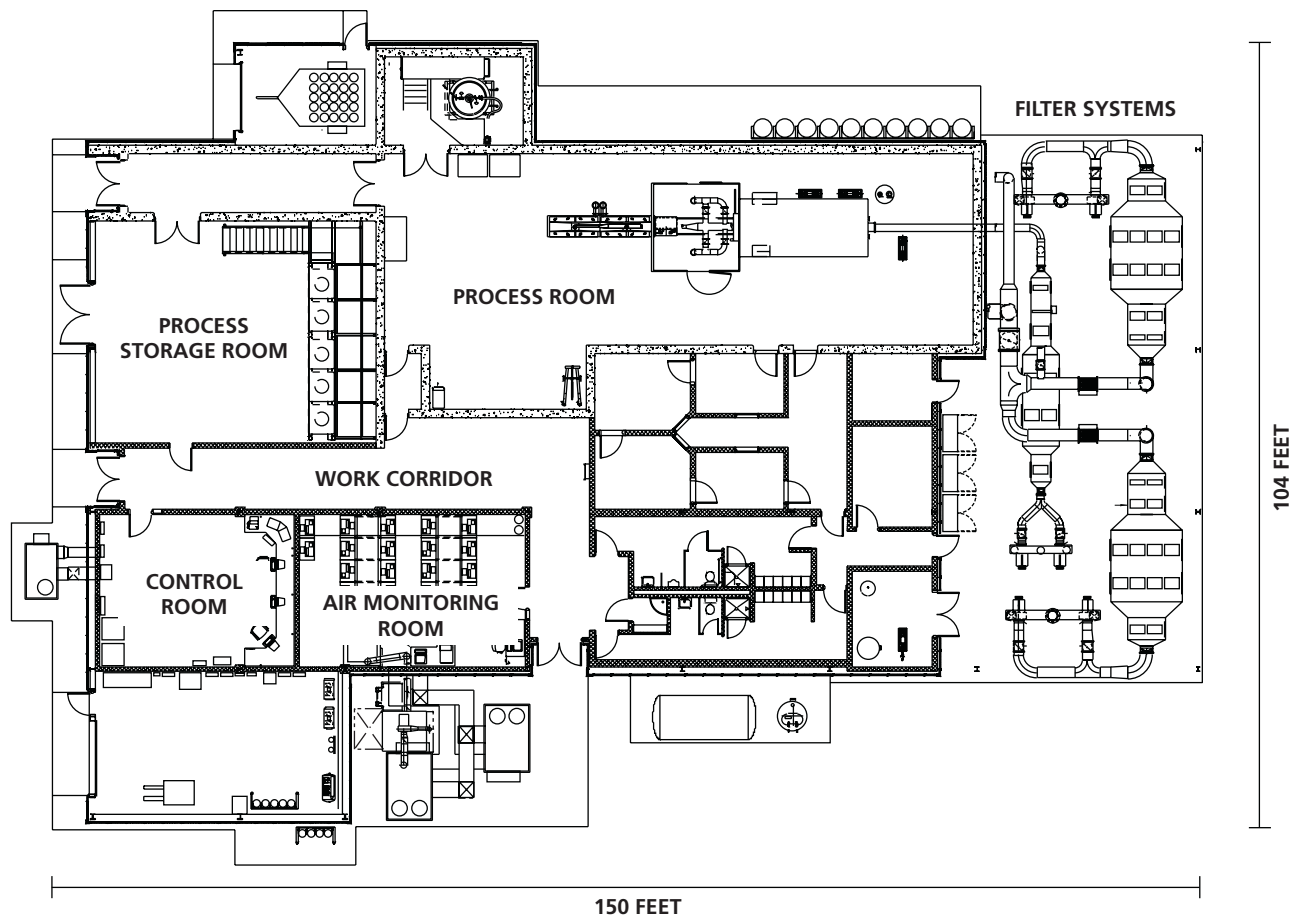 FILTER SYSTEMS
PROCESS ROOM
PROCESS
STORAGE ROOM
WORK CORRIDOR
CONTROL
ROOM
AIR MONITORING
ROOM
104 FEET
150 FEET